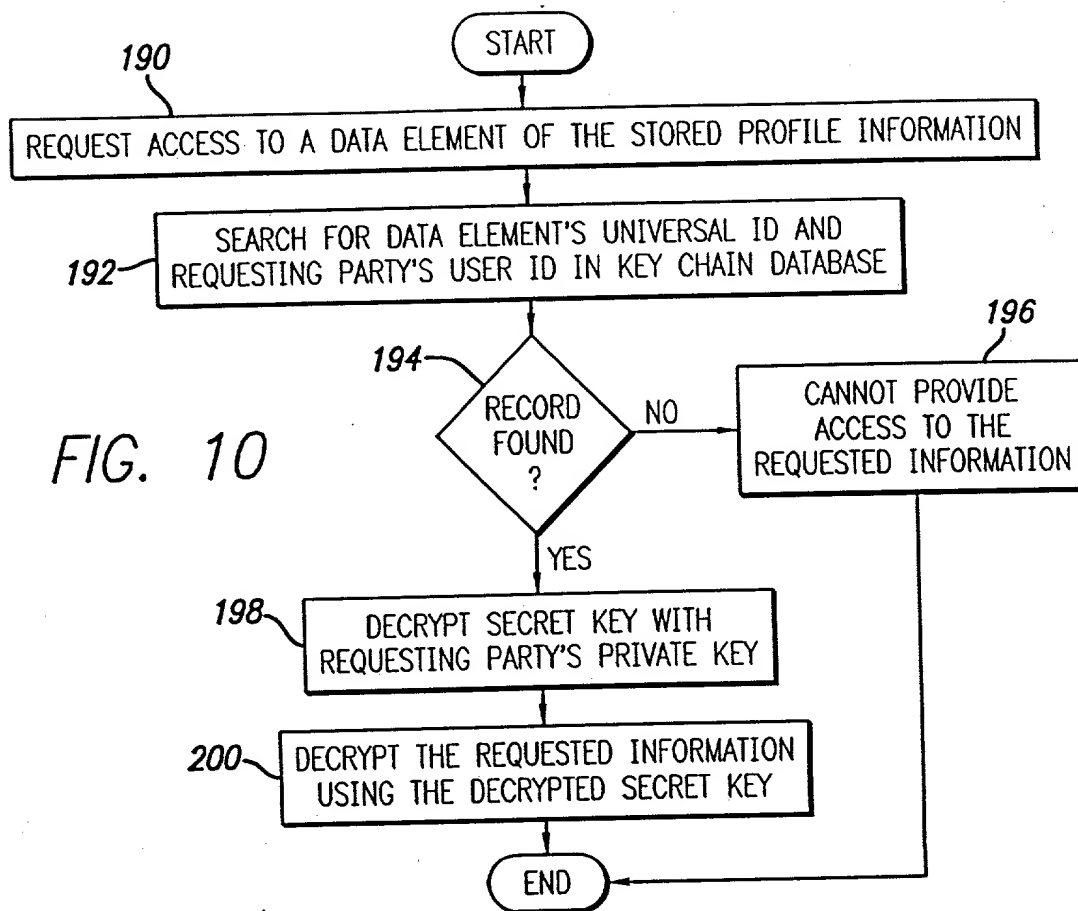 START
190
REQUEST ACCESS TO A DATA ELEMENT OF THE STORED PROFILE INFORMATION
192
SEARCH FOR DATA ELEMENT'S UNIVERSAL ID AND
REQUESTING PARTY'S USER ID IN KEY CHAIN DATABASE
194
RECORD
FOUND
?
NO
196
CANNOT PROVIDE
ACCESS TO THE
REQUESTED INFORMATION
FIG. 10
YES
198
DECRYPT SECRET KEY WITH
REQUESTING PARTY'S PRIVATE KEY
200
DECRYPT THE REQUESTED INFORMATION
USING THE DECRYPTED SECRET KEY
END